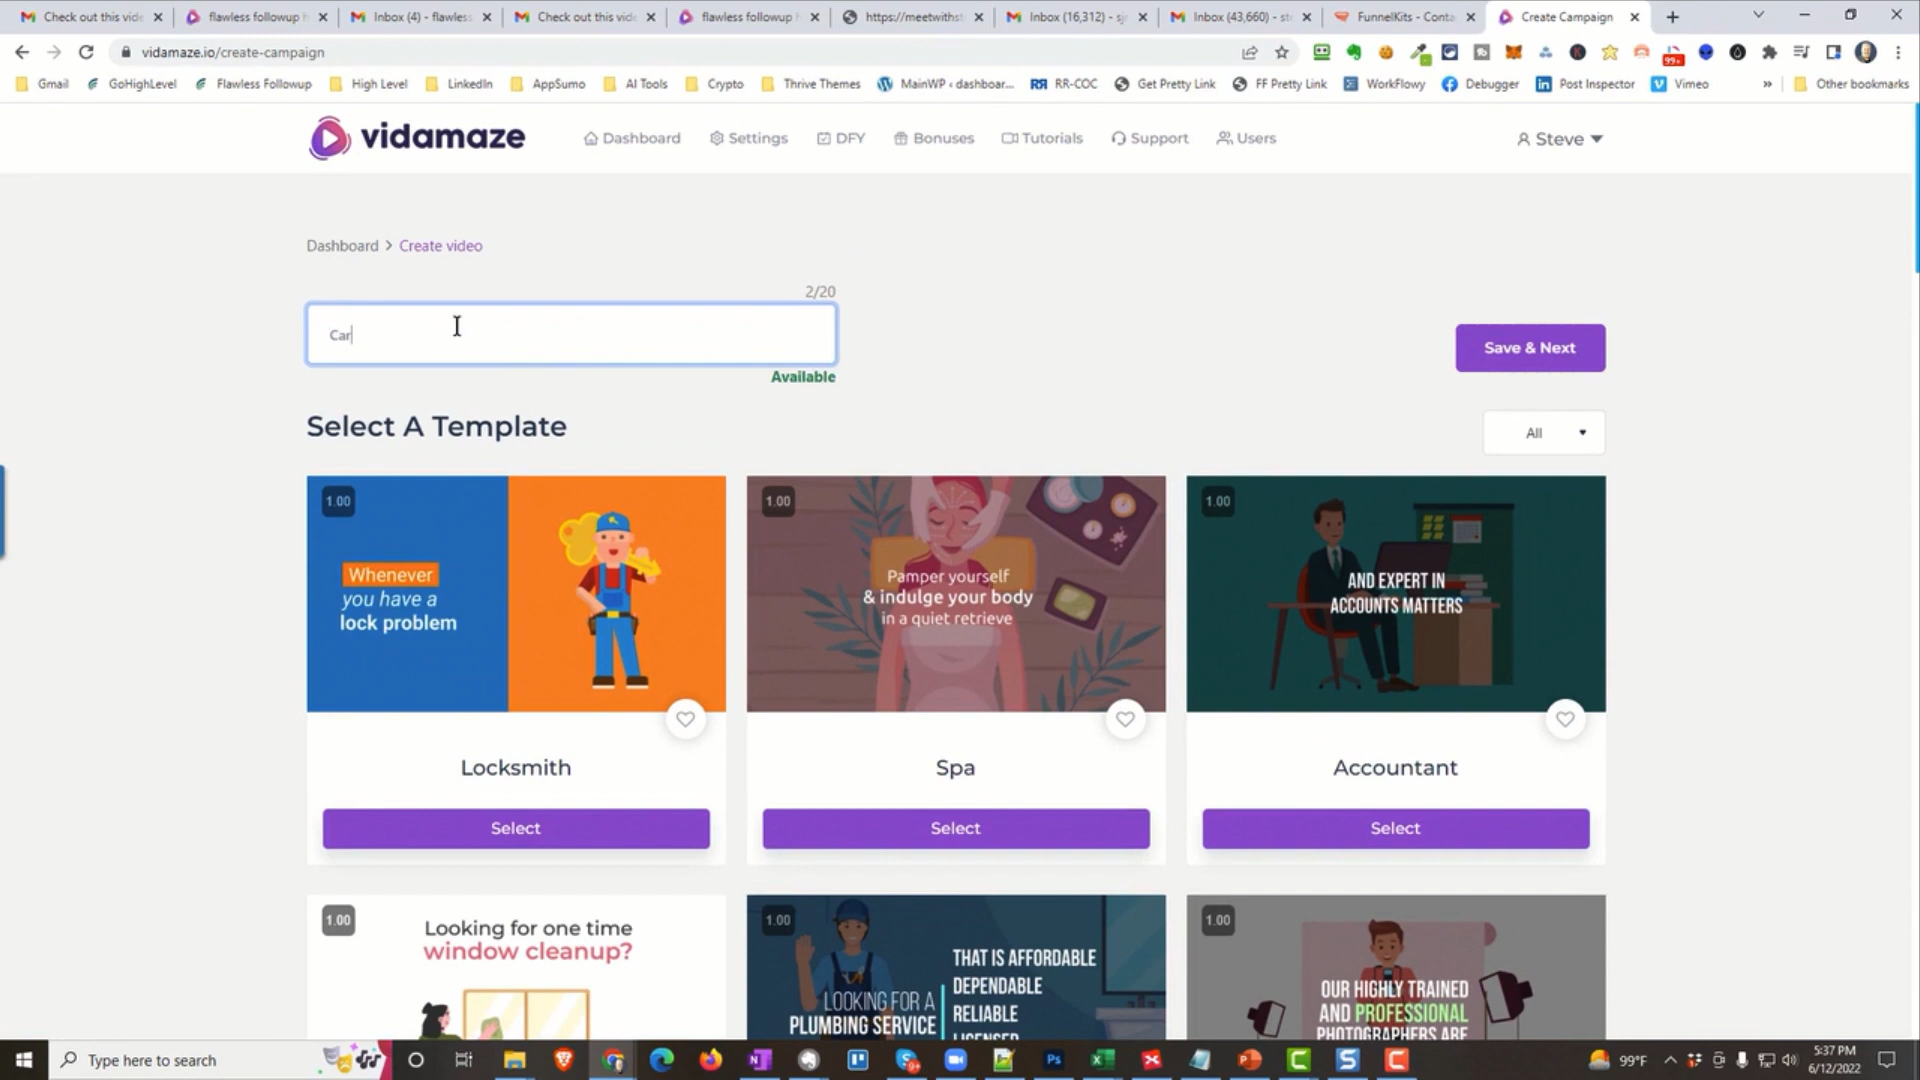 Check out this vide
flawless followup h
Inbox (4) - flawless
Check out this vide
flawless followup h
https://meetwithst
Inbox (16,312) - sj
Inbox (43,660) - st
FunnelKits - Conta
Create Campaign
vidamaze.io/create-campaign
99+
Gmail
GoHighLevel
Flawless Followup
High Level
LinkedIn
AppSumo
AI Tools
Crypto
Thrive Themes
MainWP ‹ dashboar...
RR-COC
Get Pretty Link
FF Pretty Link
WorkFlowy
Debugger
Post Inspector
Vimeo
»
Other bookmarks
vidamaze
Dashboard
Settings
DFY
Bonuses
Tutorials
Support
Users
Steve
Dashboard > Create video
2/20
Car
Available
Save & Next
Select A Template
All
1.00
Whenever
you have a
lock problem
Locksmith
Select
1.00
Pamper yourself
& indulge your body
in a quiet retrieve
Spa
Select
1.00
AND EXPERT IN
ACCOUNTS MATTERS
Accountant
Select
1.00
Looking for one time
window cleanup?
1.00
LOOKING FOR A
PLUMBING SERVICE
THAT IS AFFORDABLE
DEPENDABLE
RELIABLE
LICENSED
1.00
OUR HIGHLY TRAINED
AND PROFESSIONAL
PHOTOGRAPHERS ARE
Type here to search
99°F
5:37 PM
6/12/2022